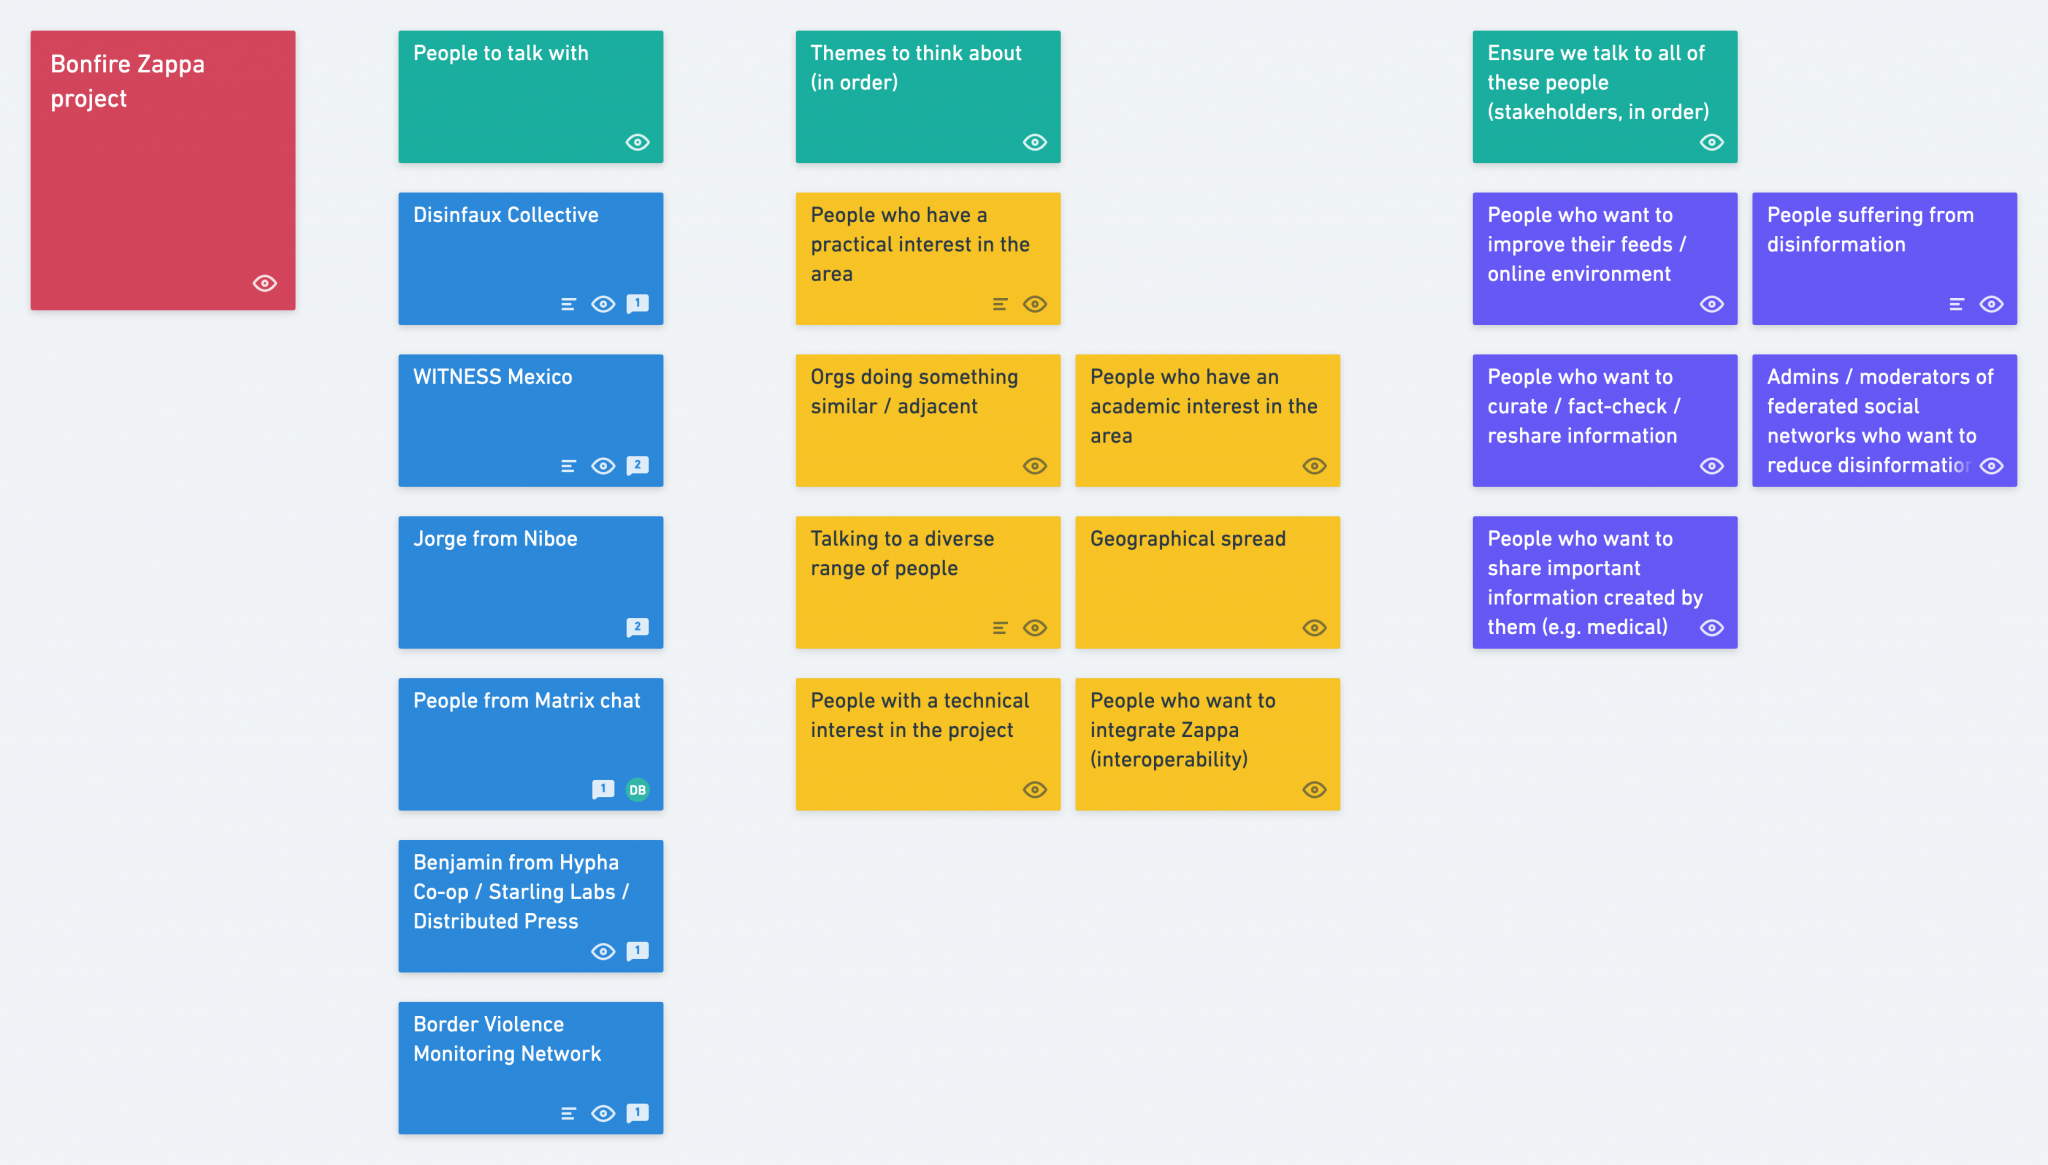 Bonfire Zappa
project
People to talk with
Disinfaux Collective
1
WITNESS Mexico
2
Jorge from Niboe
2
People from Matrix chat
1
DB
Benjamin from Hypha
Co-op / Starling Labs /
Distributed Press
1
Border Violence
Monitoring Network
1
Themes to think about
(in order)
People who have a
practical interest in the
area
Orgs doing something
similar / adjacent
People who have an
academic interest in the
area
Talking to a diverse
range of people
Geographical spread
People with a technical
interest in the project
People who want to
integrate Zappa
(interoperability)
Ensure we talk to all of
these people
(stakeholders, in order)
People who want to
improve their feeds /
online environment
People suffering from
disinformation
People who want to
curate / fact-check /
reshare information
Admins / moderators of
federated social
networks who want to
reduce disinformation
People who want to
share important
information created by
them (e.g. medical)